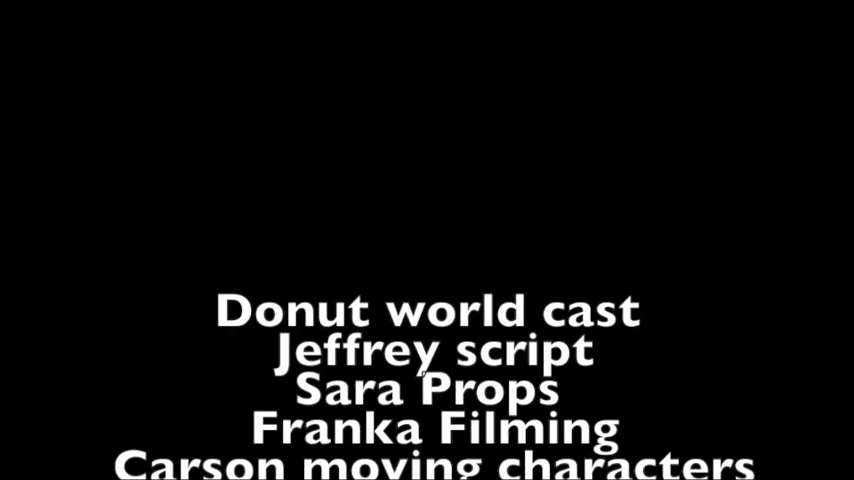 Donut world cast
Jeffrey script
Sara Props
Franka Filming
Carson moving characters